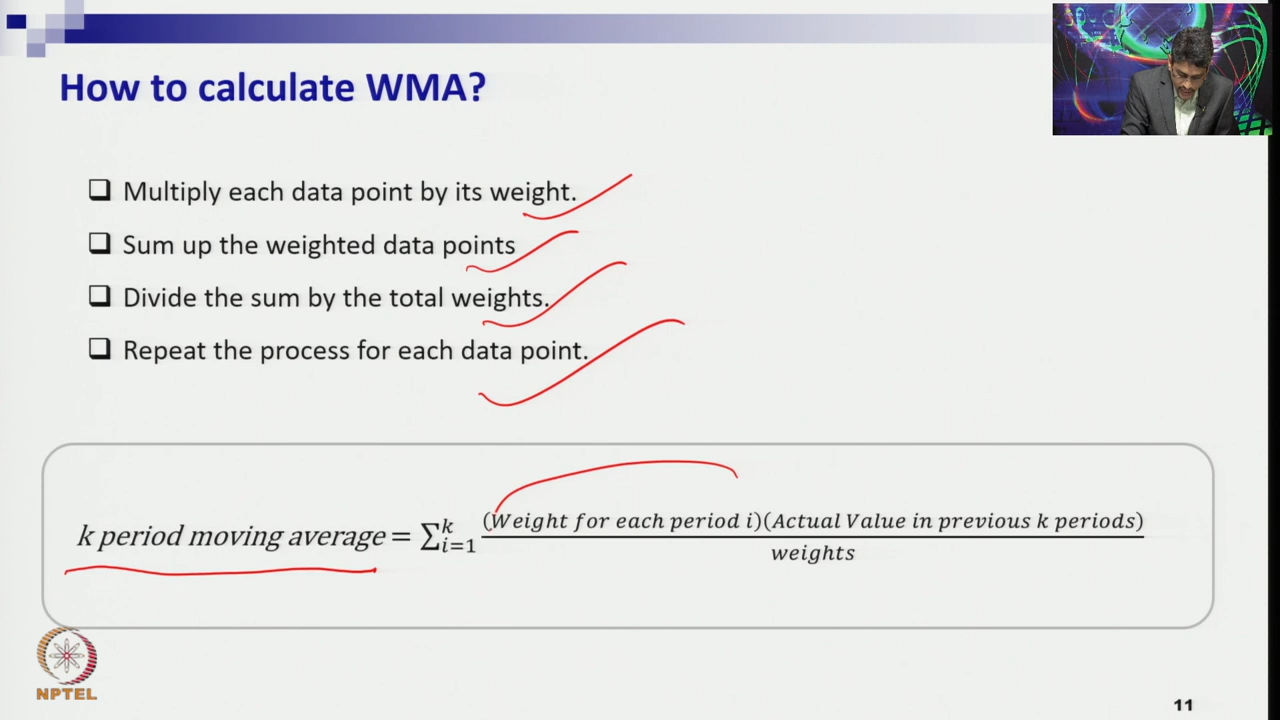 How to calculate WMA?
❑ Multiply each data point by its weight.
❑ Sum up the weighted data points
❑ Divide the sum by the total weights.
❑ Repeat the process for each data point.
k period moving average = ∑ᵏᵢ₌₁ (Weight for each period i)(Actual Value in previous k periods) / weights
NPTEL
11